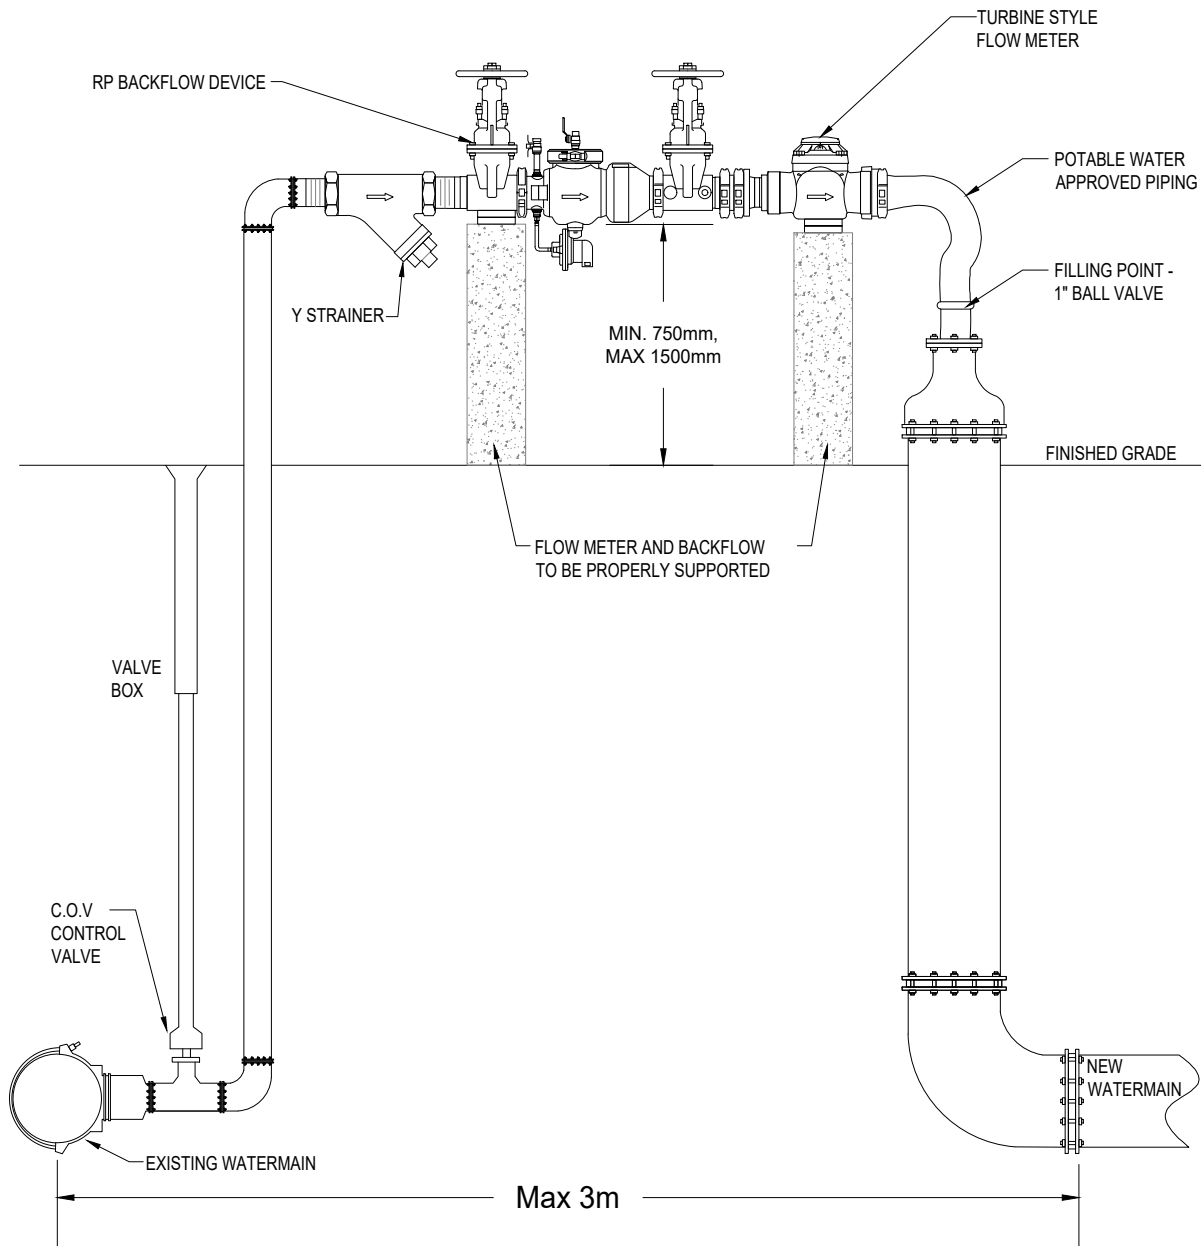 TURBINE STYLE
FLOW METER
RP BACKFLOW DEVICE
POTABLE WATER
APPROVED PIPING
FILLING POINT -
1" BALL VALVE
Y STRAINER
MIN. 750mm,
MAX 1500mm
FINISHED GRADE
FLOW METER AND BACKFLOW
TO BE PROPERLY SUPPORTED
VALVE
BOX
C.O.V
CONTROL
VALVE
NEW
WATERMAIN
EXISTING WATERMAIN
Max 3m